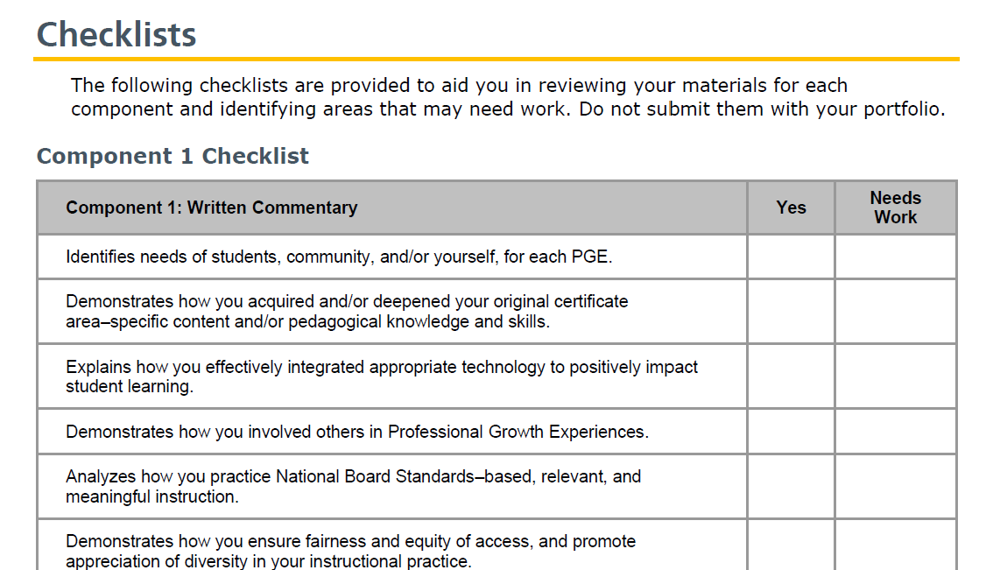 Checklists
The following checklists are provided to aid you in reviewing your materials for each
component and identifying areas that may need work. Do not submit them with your portfolio.
Component 1 Checklist
Component 1: Written Commentary
Yes
Needs
Work
Identifies needs of students, community, and/or yourself, for each PGE.
Demonstrates how you acquired and/or deepened your original certificate
area–specific content and/or pedagogical knowledge and skills.
Explains how you effectively integrated appropriate technology to positively impact
student learning.
Demonstrates how you involved others in Professional Growth Experiences.
Analyzes how you practice National Board Standards–based, relevant, and
meaningful instruction.
Demonstrates how you ensure fairness and equity of access, and promote
appreciation of diversity in your instructional practice.